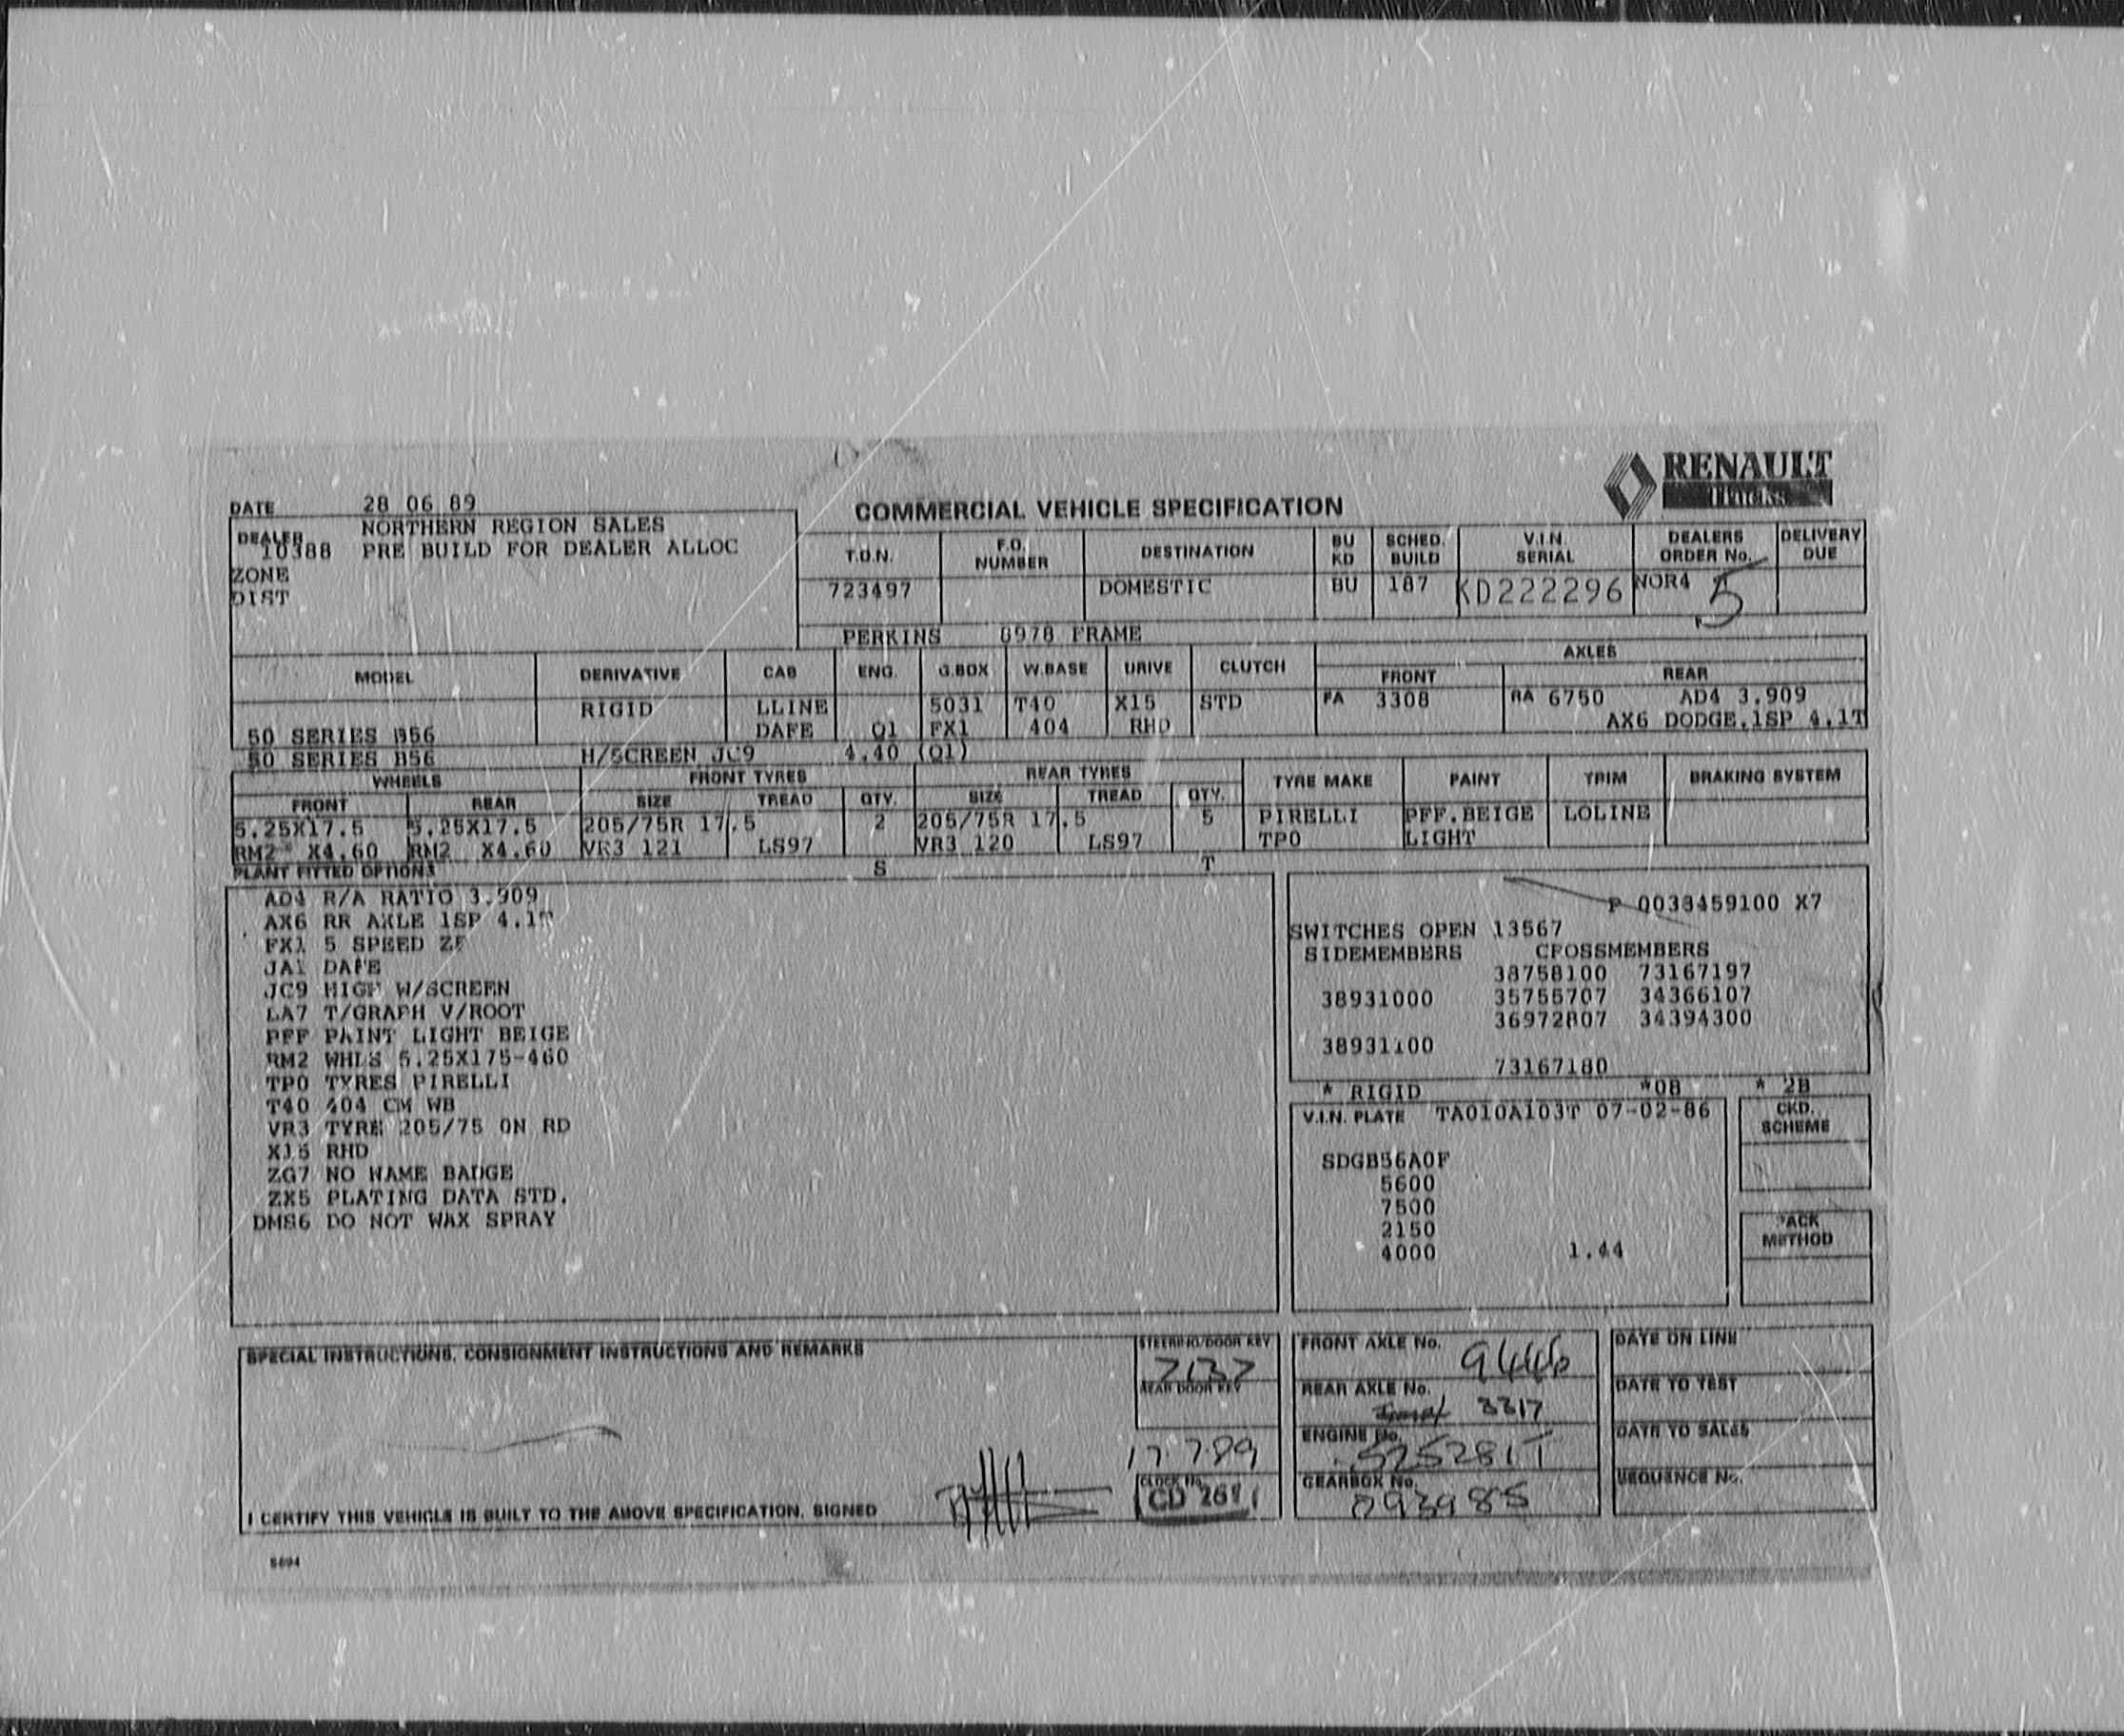 RENAULT
Trucks
DATE 28 06 89
COMMERCIAL VEHICLE SPECIFICATION
DEALER NORTHERN REGION SALES
10388 PRE BUILD FOR DEALER ALLOC
ZONE
DIST
T.O.N. F.O. NUMBER DESTINATION BU KD SCHED. BUILD V.I.N. SERIAL DEALERS ORDER No. DELIVERY DUE
723497 DOMESTIC BU 187 KD222296 NOR4 5
PERKINS 8978 FRAME
MODEL DERIVATIVE CAB ENG. G.BOX W.BASE DRIVE CLUTCH AXLES FRONT REAR
RIGID LLINE 5031 T40 X15 STD FA 3308 RA 6750 AD4 3.909
50 SERIES B56 DAFE Q1 FX1 404 RHD AX6 DODGE,1SP 4.1T
50 SERIES B56 H/SCREEN JC9 4.40 (Q1)
WHEELS FRONT TYRES REAR TYRES TYRE MAKE PAINT TRIM BRAKING SYSTEM
FRONT REAR SIZE TREAD QTY. SIZE TREAD QTY.
5.25X17.5 5.25X17.5 205/75R 17.5 2 205/75R 17.5 5 PIRELLI PFF.BEIGE LOLINE
RM2* X4.60 RM2 X4.60 VR3 121 LS97 VR3 120 LS97 TPO LIGHT
PLANT FITTED OPTIONS S T
AD4 R/A RATIO 3.909
AX6 RR AXLE 1SP 4.1T
FX1 5 SPEED ZF
JA1 DAFE
JC9 HIGH W/SCREEN
LA7 T/GRAPH V/ROOT
PFF PAINT LIGHT BEIGE
RM2 WHLS 5.25X175-460
TPO TYRES PIRELLI
T40 404 CM WB
VR3 TYRE 205/75 ON RD
X15 RHD
ZG7 NO NAME BADGE
ZX5 PLATING DATA STD.
DMS6 DO NOT WAX SPRAY
P 0038459100 X7
SWITCHES OPEN 13567
SIDEMEMBERS CROSSMEMBERS
38758100 73167197
38931000 35755707 34366107
36972807 34394300
38931100
73167180
* RIGID *08 * 2B
V.I.N. PLATE TA010A103T 07-02-86
CKD. SCHEME
SDGB56A0F
5600
7500
2150
4000 1.44
PACK METHOD
SPECIAL INSTRUCTIONS, CONSIGNMENT INSTRUCTIONS AND REMARKS
STEERING/DOOR KEY
7137
REAR DOOR KEY
17.7.89
CLOCK No.
CD 2681
FRONT AXLE No. 9446
REAR AXLE No. 3317
ENGINE No. 525281T
GEARBOX No. 093985
DATE ON LINE
DATE TO TEST
DATE TO SALES
SEQUENCE No.
I CERTIFY THIS VEHICLE IS BUILT TO THE ABOVE SPECIFICATION. SIGNED